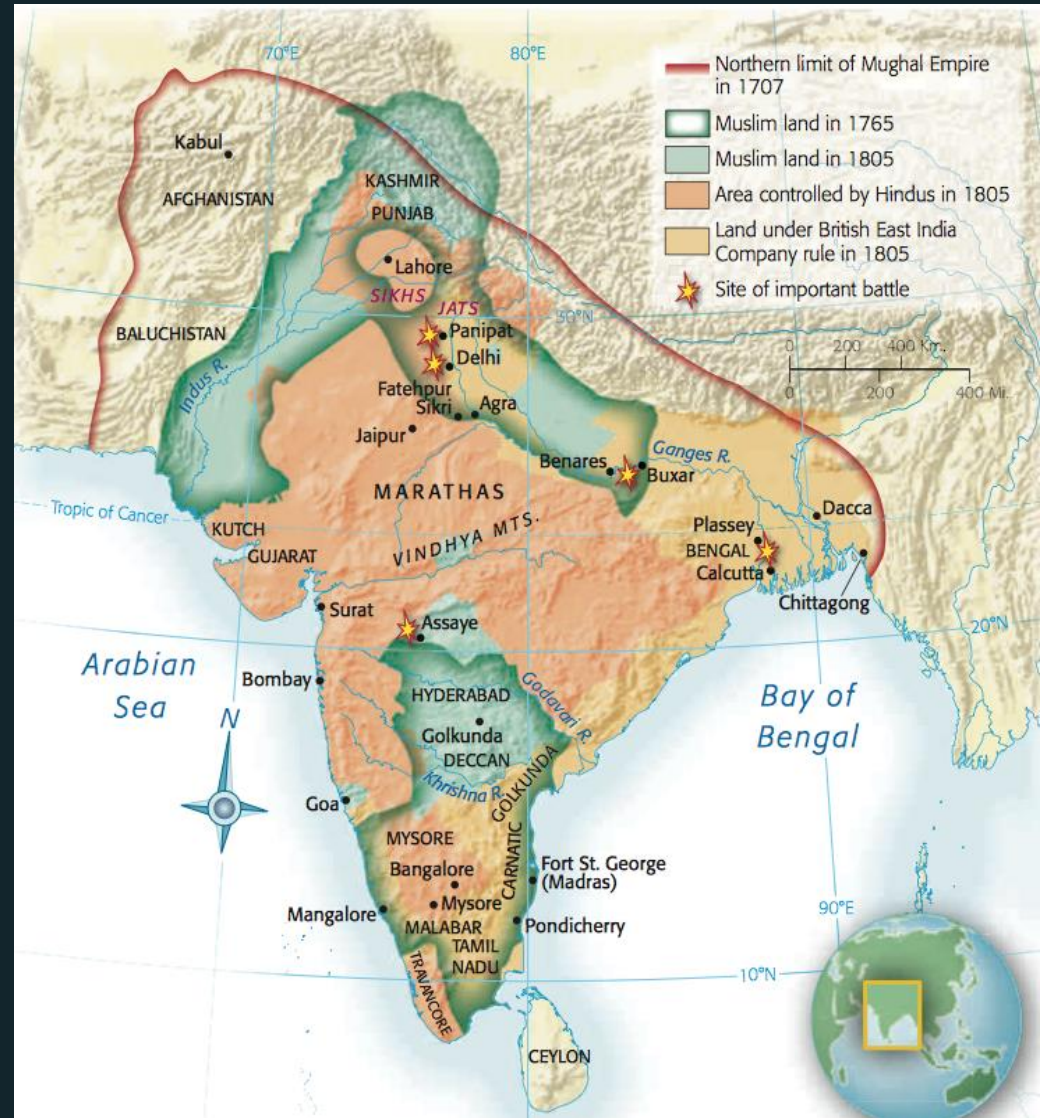 70°E
80°E
Northern limit of Mughal Empire
in 1707
Muslim land in 1765
Muslim land in 1805
Area controlled by Hindus in 1805
Land under British East India
Company rule in 1805
Site of important battle
Kabul
AFGHANISTAN
KASHMIR
PUNJAB
Lahore
SIKHS
JATS
30°N
BALUCHISTAN
Panipat
Delhi
0 200 400 Km.
0 200 400 Mi.
Indus R.
Fatehpur
Sikri
Agra
Jaipur
Benares
Ganges R.
Buxar
MARATHAS
Tropic of Cancer
VINDHYA MTS.
Plassey
Dacca
KUTCH
GUJARAT
BENGAL
Calcutta
Chittagong
Surat
Assaye
20°N
Arabian
Sea
Bombay
HYDERABAD
Godavari R.
Bay of
Bengal
N
Golkunda
DECCAN
GOLKUNDA
Khrishna R.
Goa
MYSORE
CARNATIC
Bangalore
Fort St. George
(Madras)
Mangalore
Mysore
MALABAR
Pondicherry
90°E
TAMIL
NADU
TRAVANCORE
10°N
CEYLON